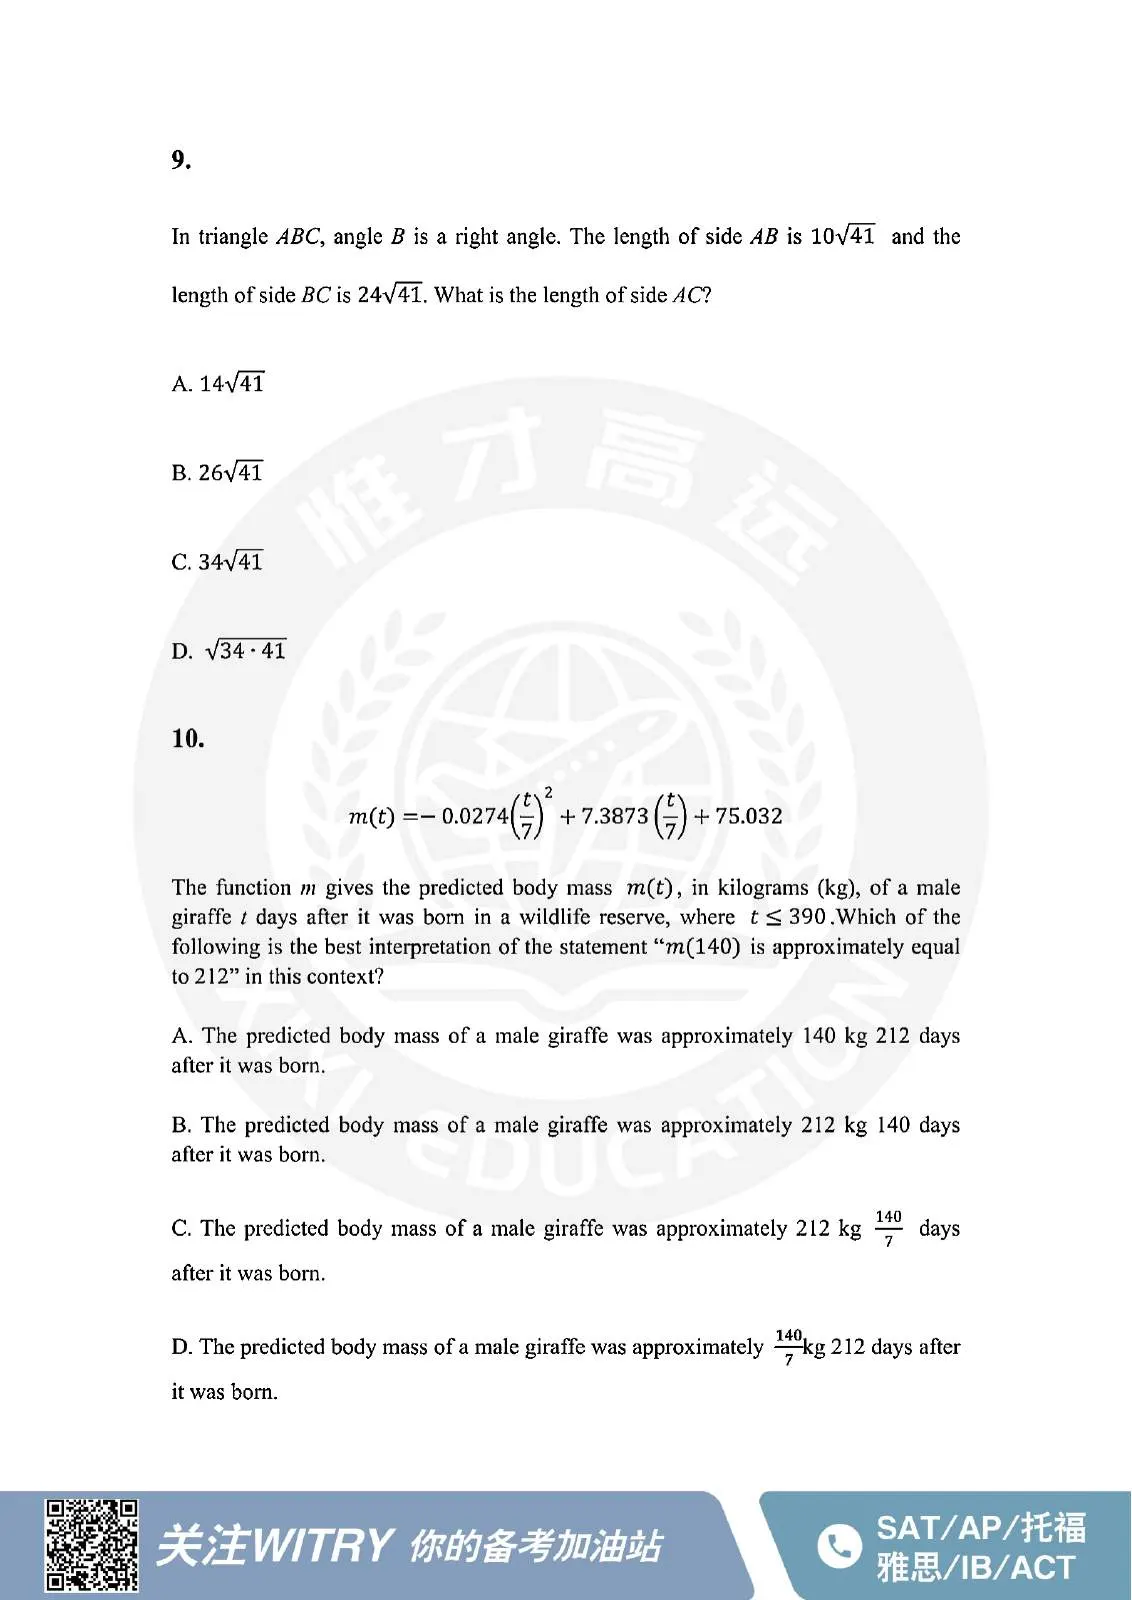 9.
In triangle ABC, angle B is a right angle. The length of side AB is 10√41 and the
length of side BC is 24√41. What is the length of side AC?
A. 14√41
B. 26√41
C. 34√41
D. √34 · 41
10.
m(t) =− 0.0274(t/7)² + 7.3873 (t/7) + 75.032
The function m gives the predicted body mass m(t), in kilograms (kg), of a male
giraffe t days after it was born in a wildlife reserve, where t ≤ 390.Which of the
following is the best interpretation of the statement “m(140) is approximately equal
to 212” in this context?
A. The predicted body mass of a male giraffe was approximately 140 kg 212 days
after it was born.
B. The predicted body mass of a male giraffe was approximately 212 kg 140 days
after it was born.
C. The predicted body mass of a male giraffe was approximately 212 kg 140/7 days
after it was born.
D. The predicted body mass of a male giraffe was approximately 140/7kg 212 days after
it was born.
惟才高远
EDUCATION
关注WITRY 你的备考加油站
SAT/AP/托福
雅思/IB/ACT